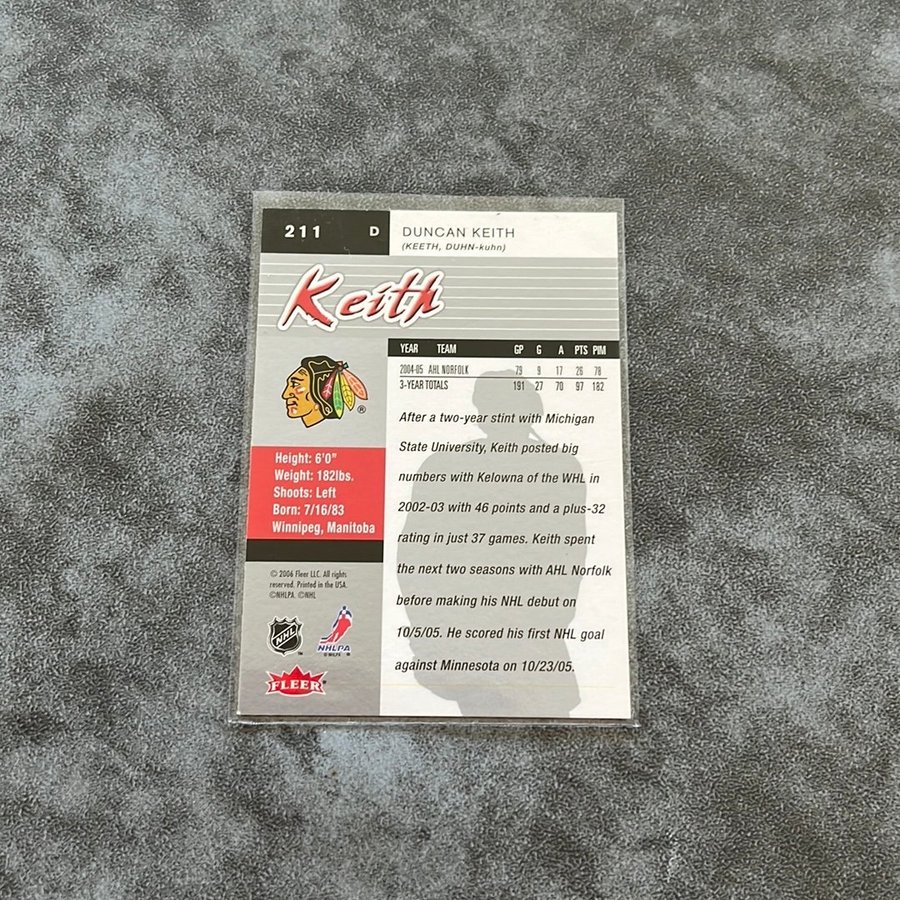 211 D DUNCAN KEITH
(KEETH, DUHN-kuhn)
Keith
YEAR TEAM GP G A PTS PIM
2004-05 AHL NORFOLK 79 9 17 26 78
3-YEAR TOTALS 191 27 70 97 182
®
After a two-year stint with Michigan
State University, Keith posted big
numbers with Kelowna of the WHL in
2002-03 with 46 points and a plus-32
rating in just 37 games. Keith spent
the next two seasons with AHL Norfolk
before making his NHL debut on
10/5/05. He scored his first NHL goal
against Minnesota on 10/23/05.
Height: 6'0"
Weight: 182lbs.
Shoots: Left
Born: 7/16/83
Winnipeg, Manitoba
© 2006 Fleer LLC. All rights
reserved. Printed in the USA.
©NHLPA. ©NHL
NHL TM
NHLPA
FLEER ®